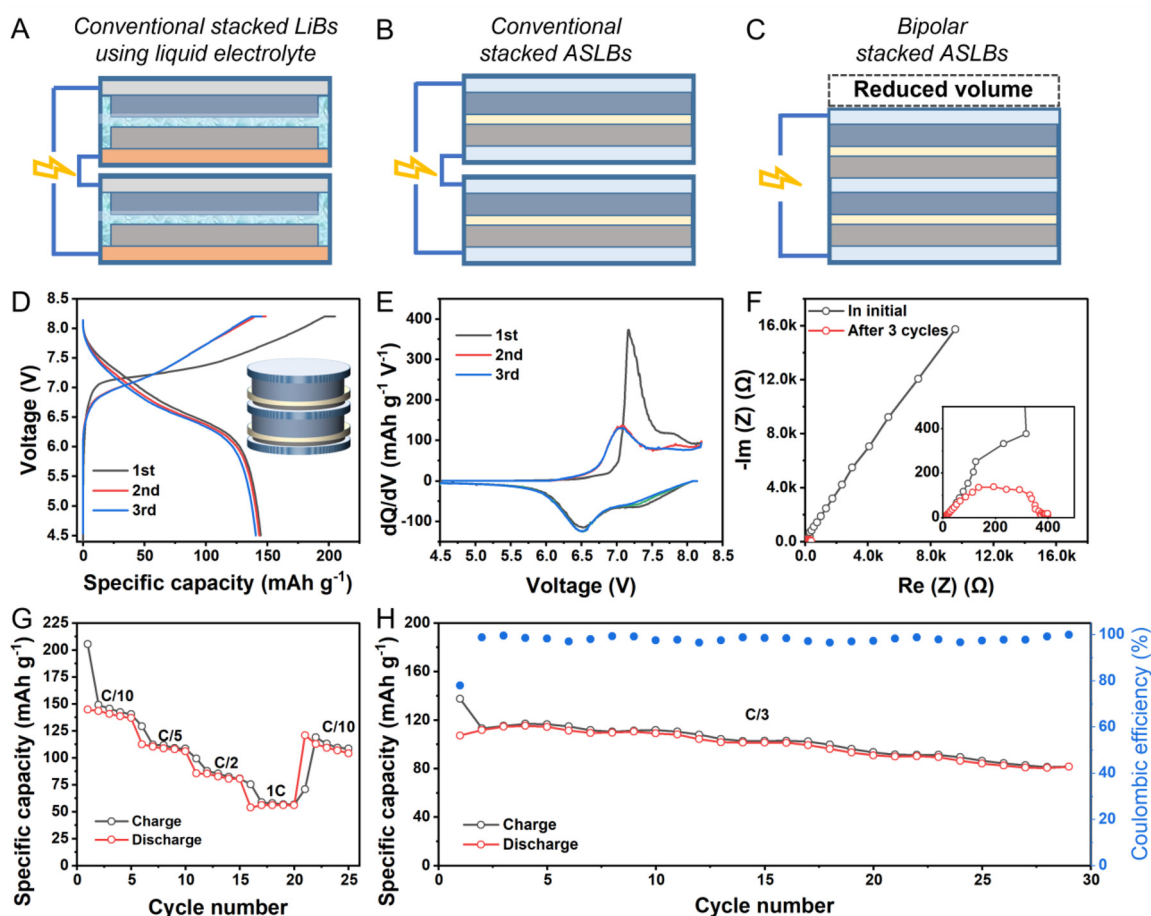 A
Conventional stacked LiBs
using liquid electrolyte
B
Conventional
stacked ASLBs
C
Bipolar
stacked ASLBs
Reduced volume
D
8.5
8.0
7.5
7.0
6.5
6.0
5.5
5.0
4.5
Voltage (V)
1st
2nd
3rd
0
50
100
150
200
Specific capacity (mAh g⁻¹)
E
400
300
200
100
0
-100
dQ/dV (mAh g⁻¹ V⁻¹)
1st
2nd
3rd
4.5
5.0
5.5
6.0
6.5
7.0
7.5
8.0
8.5
Voltage (V)
F
16.0k
12.0k
8.0k
4.0k
0.0
-Im (Z) (Ω)
In initial
After 3 cycles
400
200
0
0
200
400
0.0
4.0k
8.0k
12.0k
16.0k
Re (Z) (Ω)
G
225
200
175
150
125
100
75
50
25
0
Specific capacity (mAh g⁻¹)
C/10
C/5
C/2
1C
C/10
Charge
Discharge
0
5
10
15
20
25
Cycle number
H
200
160
120
80
40
0
Specific capacity (mAh g⁻¹)
C/3
Charge
Discharge
0
5
10
15
20
25
30
Cycle number
100
80
60
40
20
0
Coulombic efficiency (%)